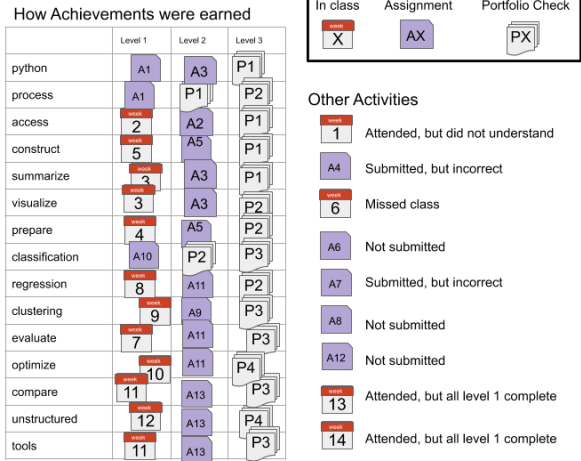 How Achievements were earned
Level 1 Level 2 Level 3
python A1 A3 P1
process A1 P1 P2
access week 2 A2 P1
construct week 5 A5 P1
summarize week 3 A3 P1
visualize week 3 A3 P2
prepare week 4 A5 P2
classification A10 P2 P3
regression week 8 A11 P2
clustering week 9 A9 P3
evaluate week 7 A11 P3
optimize week 10 A11 P4
compare week 11 A13 P3
unstructured week 12 A13 P4
tools week 11 A13 P3
In class Assignment Portfolio Check
week X AX PX
Other Activities
week 1 Attended, but did not understand
A4 Submitted, but incorrect
week 6 Missed class
A6 Not submitted
A7 Submitted, but incorrect
A8 Not submitted
A12 Not submitted
week 13 Attended, but all level 1 complete
week 14 Attended, but all level 1 complete